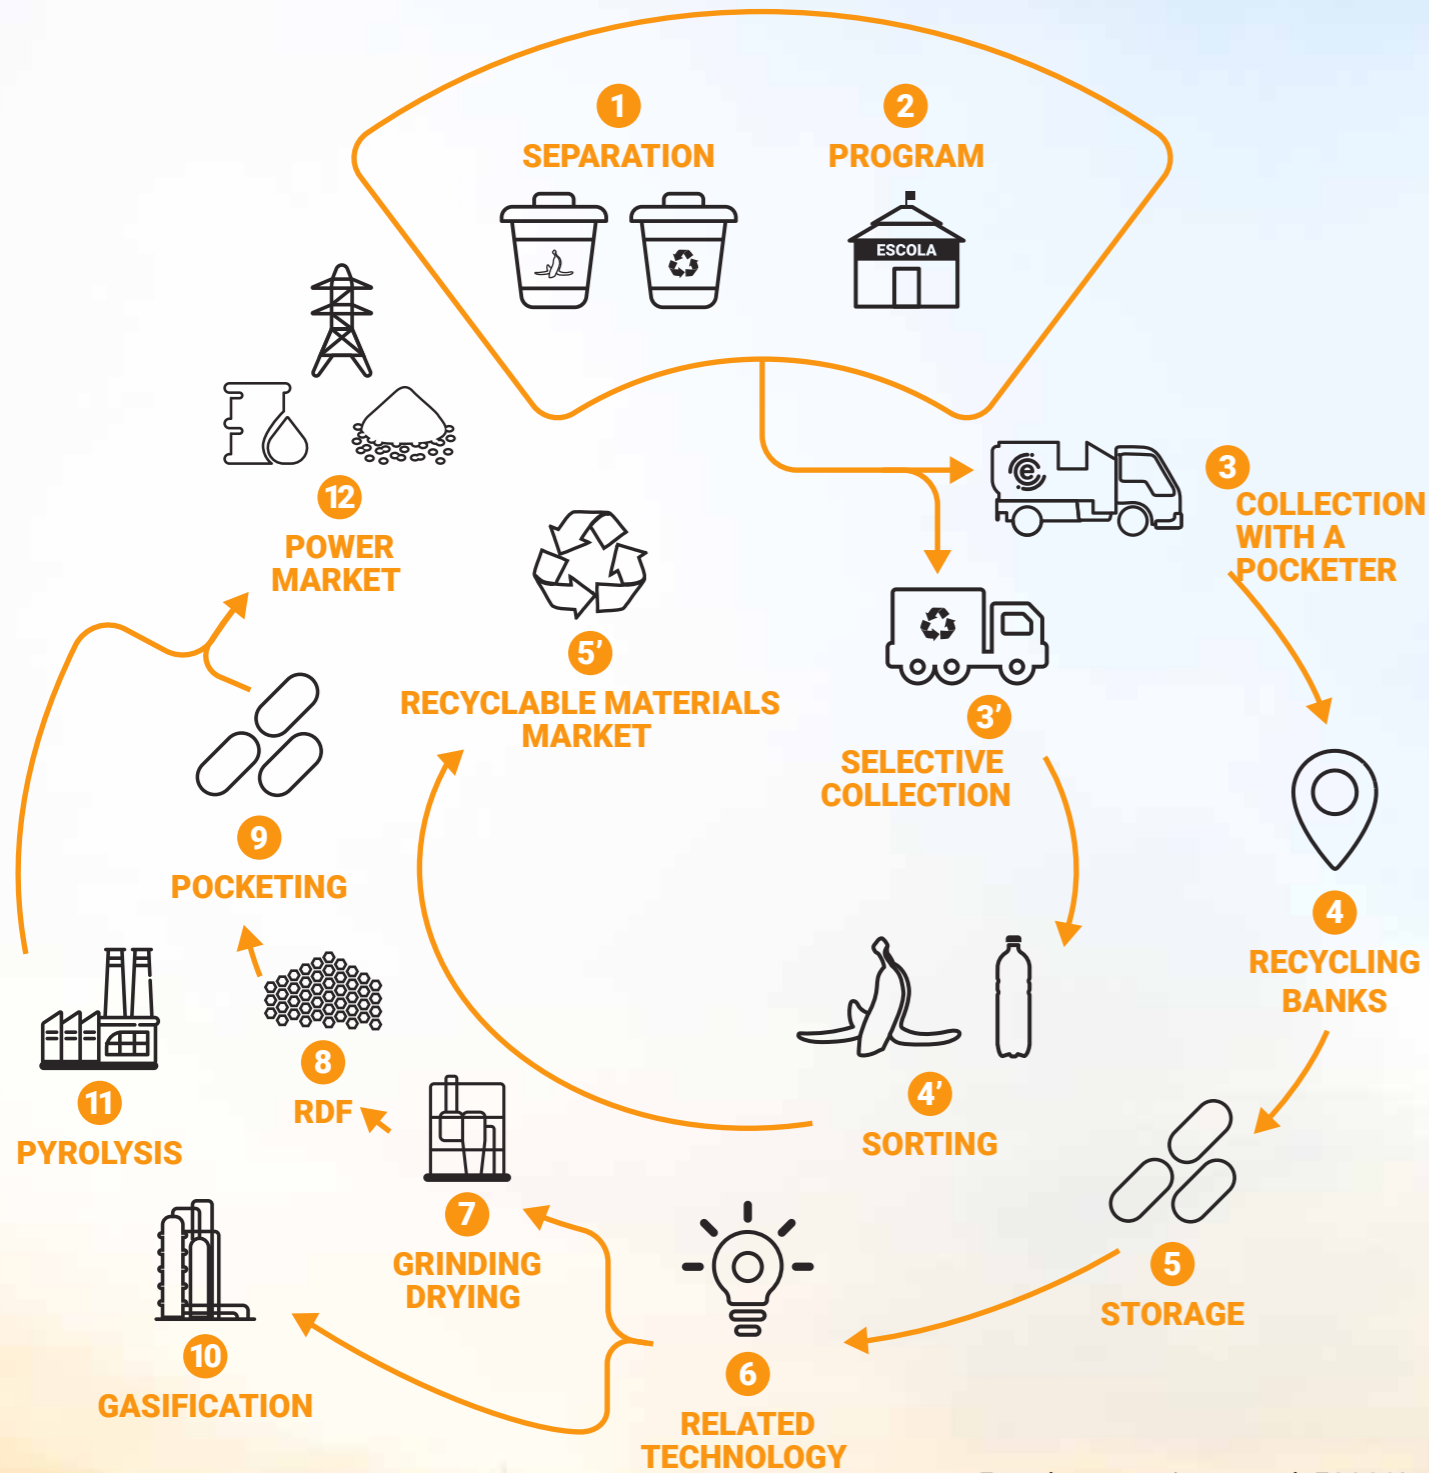 1
SEPARATION
2
PROGRAM
ESCOLA
3
COLLECTION
WITH A
POCKETER
e
3’
SELECTIVE
COLLECTION
4
RECYCLING
BANKS
4’
SORTING
5
STORAGE
5’
RECYCLABLE MATERIALS
MARKET
6
RELATED
TECHNOLOGY
7
GRINDING
DRYING
8
RDF
9
POCKETING
10
GASIFICATION
11
PYROLYSIS
12
POWER
MARKET